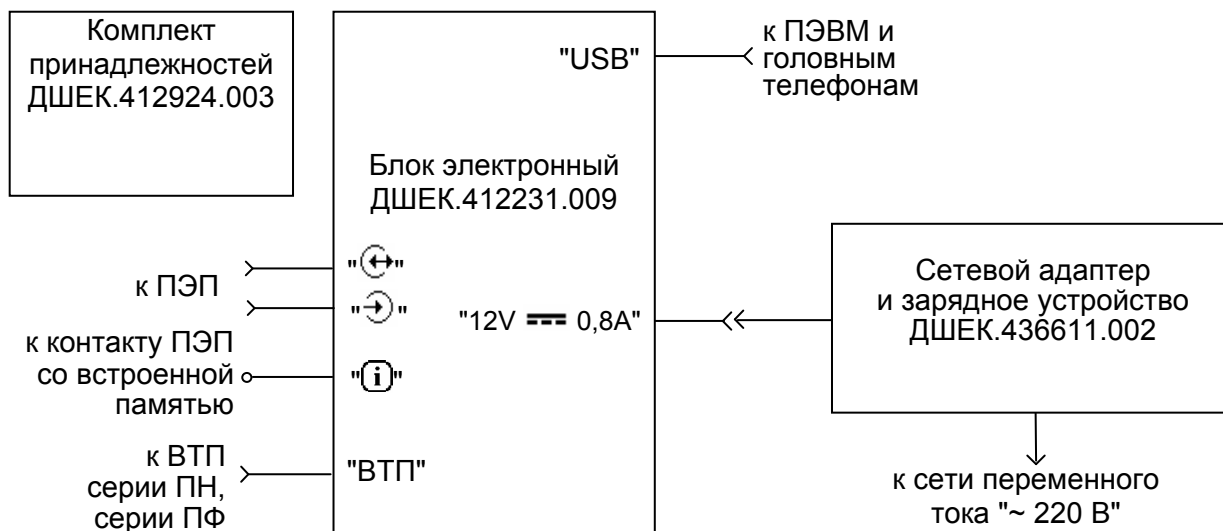 Комплект
принадлежностей
ДШЕК.412924.003
"USB"
к ПЭВМ и
головным
телефонам
Блок электронный
ДШЕК.412231.009
к ПЭП
"12V 0,8А"
Сетевой адаптер
и зарядное устройство
ДШЕК.436611.002
к контакту ПЭП
со встроенной
памятью
"i"
к ВТП
серии ПН,
серии ПФ
"ВТП"
к сети переменного
тока "~ 220 В"